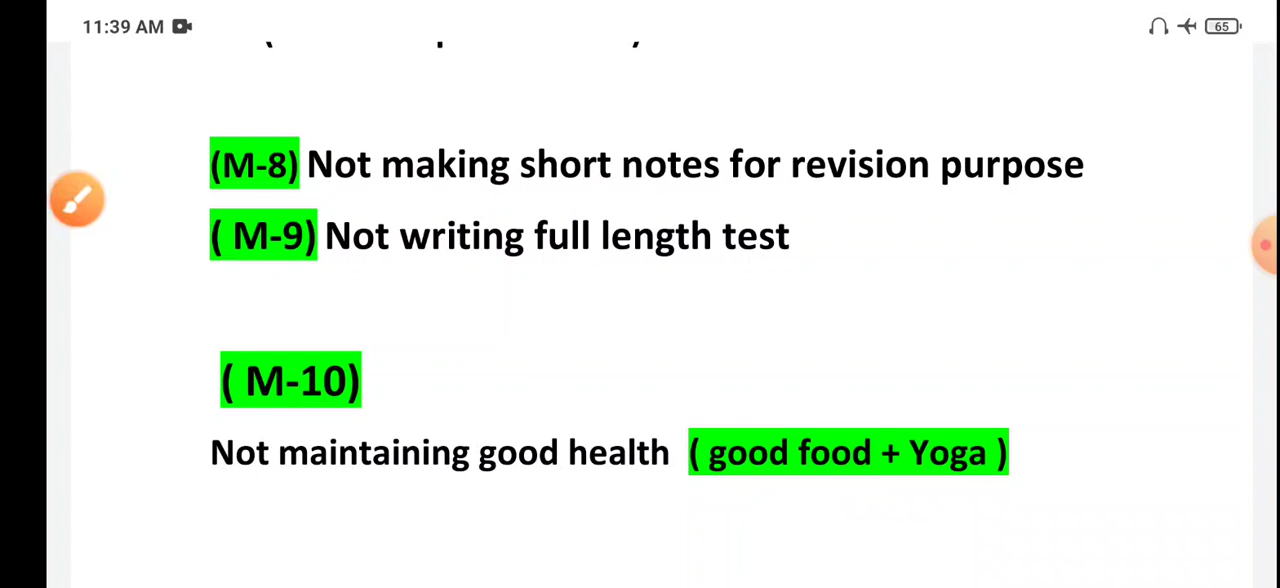 11:39 AM
65
(M-8) Not making short notes for revision purpose
( M-9) Not writing full length test
( M-10)
Not maintaining good health ( good food + Yoga )